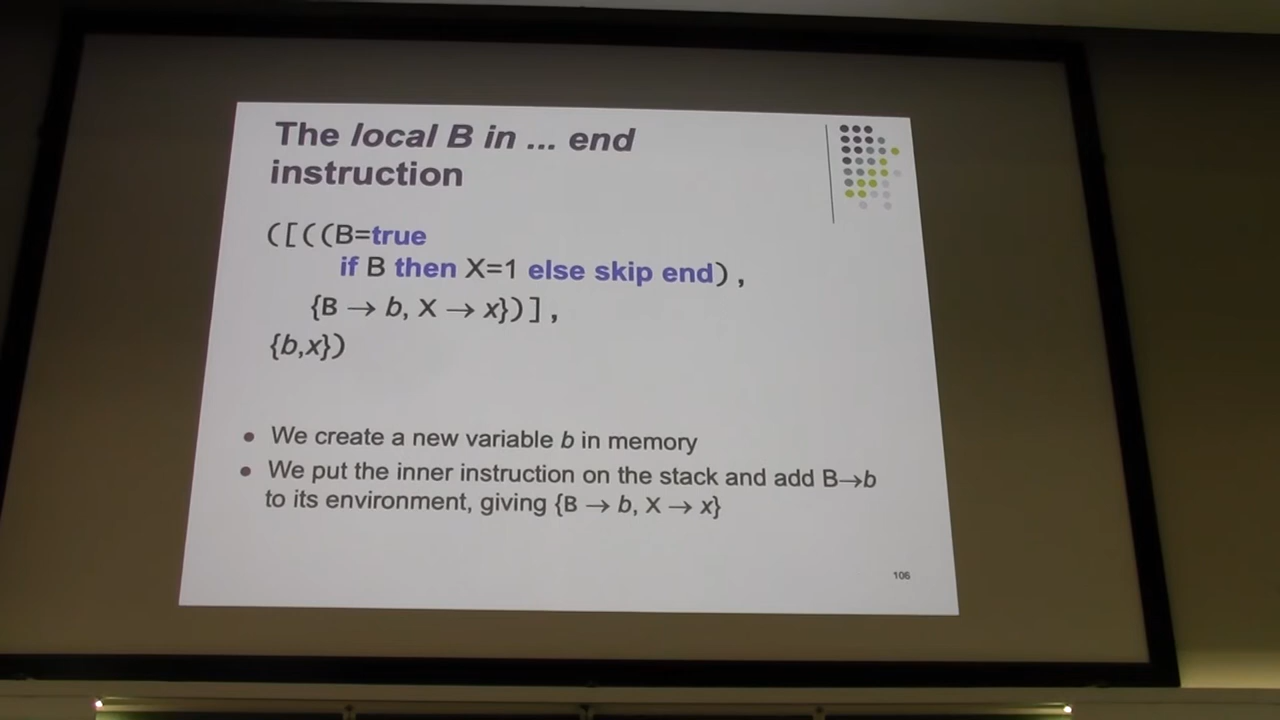 The local B in ... end
instruction
([((B=true
if B then X=1 else skip end),
{B → b, X → x})],
{b,x})
• We create a new variable b in memory
• We put the inner instruction on the stack and add B→b
to its environment, giving {B → b, X → x}
106